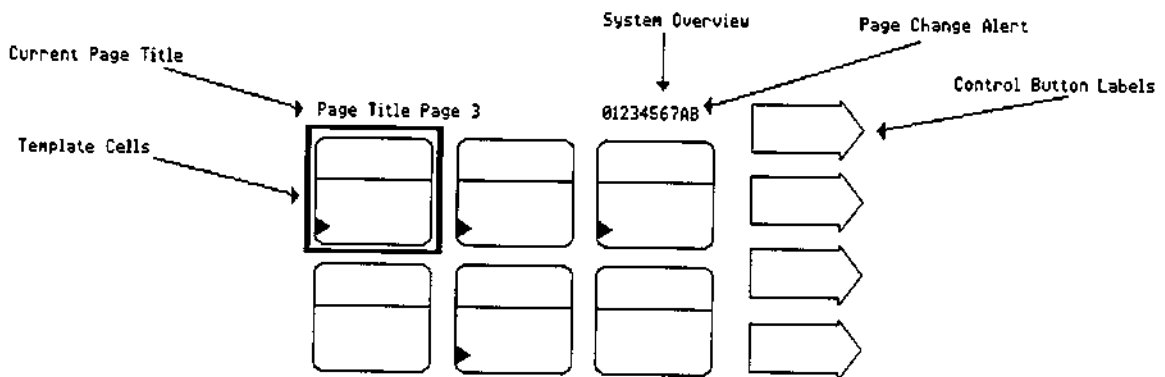 System Overview
Page Change Alert
Current Page Title
Control Button Labels
Page Title Page 3
01234567AB
Template Cells